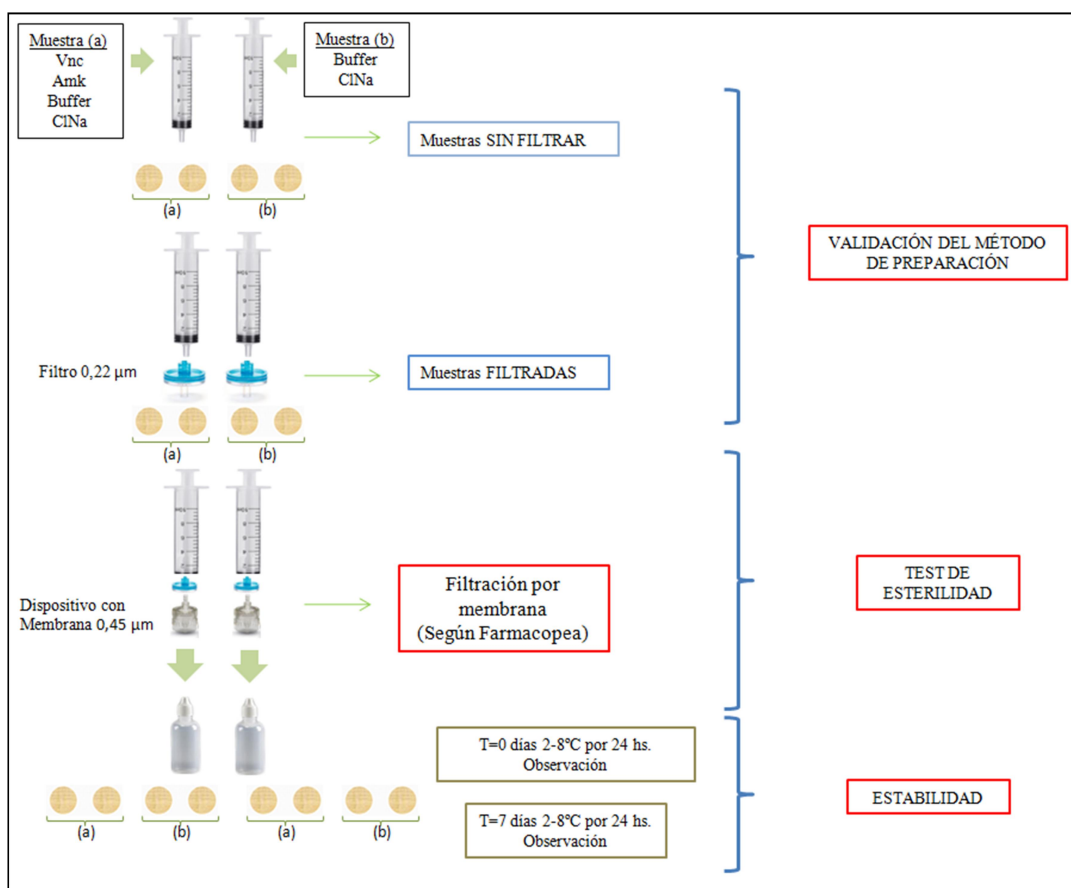 Muestra (a)
Vnc
Amk
Buffer
ClNa
Muestra (b)
Buffer
ClNa
Muestras SIN FILTRAR
(a)
(b)
VALIDACIÓN DEL MÉTODO
DE PREPARACIÓN
Filtro 0,22 μm
Muestras FILTRADAS
(a)
(b)
Dispositivo con
Membrana 0,45 μm
Filtración por
membrana
(Según Farmacopea)
TEST DE
ESTERILIDAD
T=0 días 2-8°C por 24 hs.
Observación
(a)
(b)
(a)
(b)
T=7 días 2-8°C por 24 hs.
Observación
ESTABILIDAD